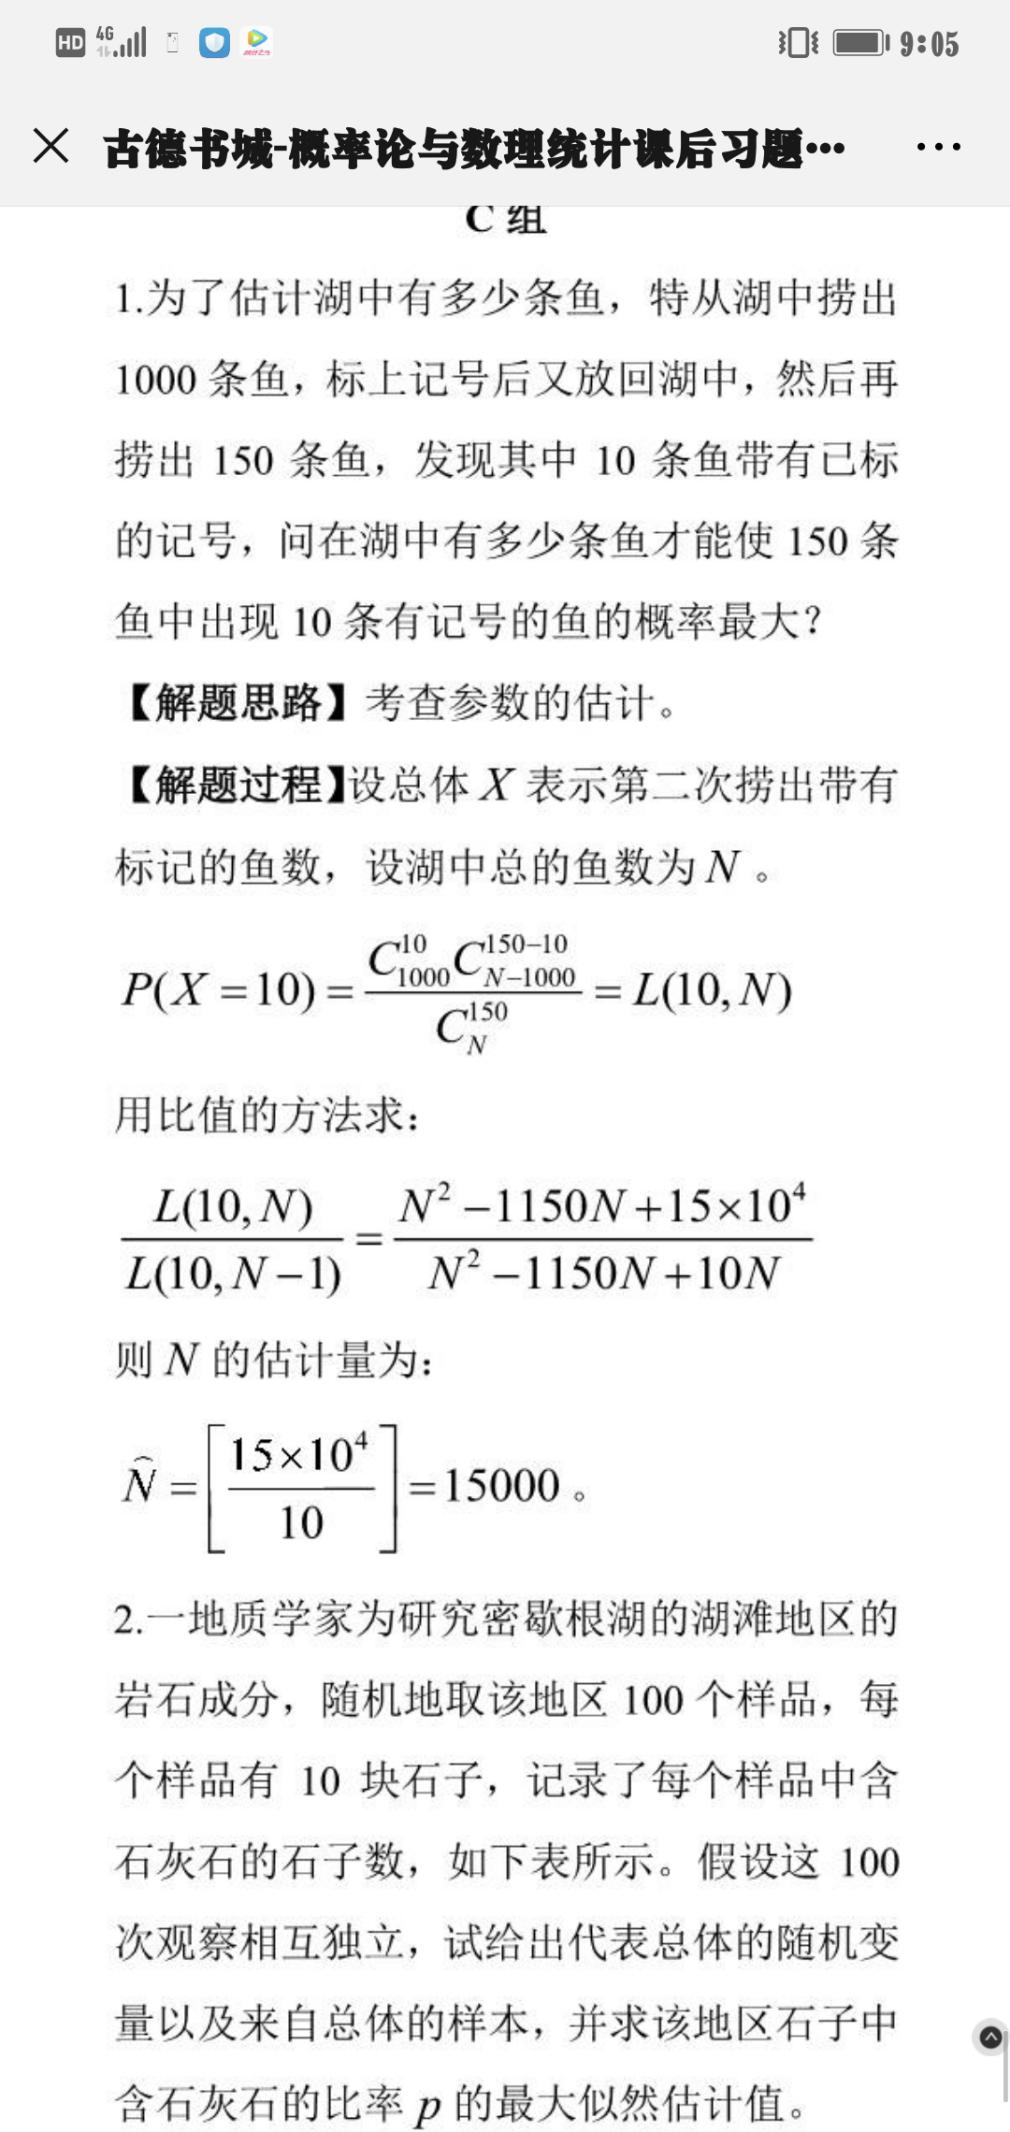 HD 4G 9:05
古德书城-概率论与数理统计课后习题…
C 组
1.为了估计湖中有多少条鱼，特从湖中捞出
1000 条鱼，标上记号后又放回湖中，然后再
捞出 150 条鱼，发现其中 10 条鱼带有已标
的记号，问在湖中有多少条鱼才能使 150 条
鱼中出现 10 条有记号的鱼的概率最大?
【解题思路】考查参数的估计。
【解题过程】设总体 X 表示第二次捞出带有
标记的鱼数，设湖中总的鱼数为 N 。
P(X=10)=\frac{C_{1000}^{10}C_{N-1000}^{150-10}}{C_{N}^{150}}=L(10,N)
用比值的方法求：
\frac{L(10,N)}{L(10,N-1)}=\frac{N^2-1150N+15×10^4}{N^2-1150N+10N}
则 N 的估计量为：
\hat{N}=\left[\frac{15×10^4}{10}\right]=15000 。
2.一地质学家为研究密歇根湖的湖滩地区的
岩石成分，随机地取该地区 100 个样品，每
个样品有 10 块石子，记录了每个样品中含
石灰石的石子数，如下表所示。假设这 100
次观察相互独立，试给出代表总体的随机变
量以及来自总体的样本，并求该地区石子中
含石灰石的比率 p 的最大似然估计值。